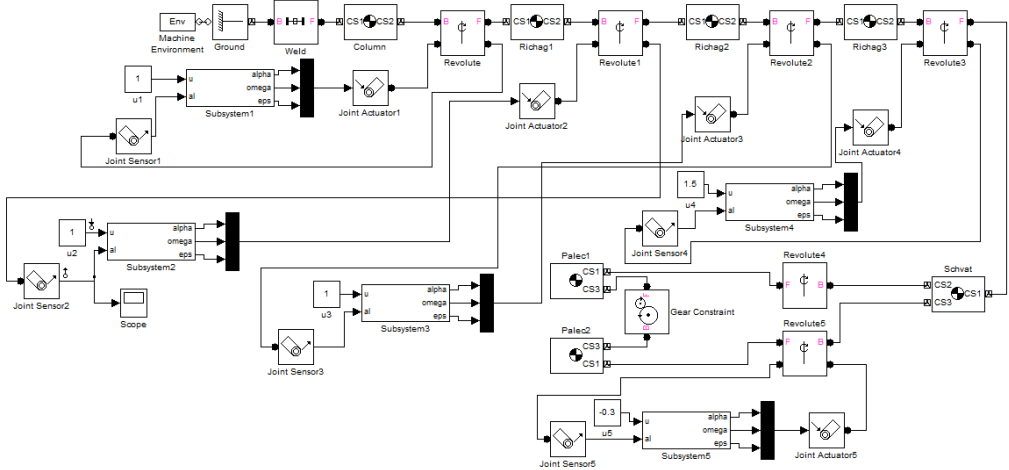 Env
Machine
Environment
Ground
B F
Weld
CS1 CS2
Column
B F
Revolute
CS1 CS2
Richag1
B F
Revolute1
CS1 CS2
Richag2
B F
Revolute2
CS1 CS2
Richag3
B F
Revolute3
1
u1
u
al
alpha
omega
eps
Subsystem1
Joint Actuator1
Joint Sensor1
Joint Actuator2
Joint Actuator3
Joint Actuator4
1.5
u4
u
al
alpha
omega
eps
Subsystem4
Joint Sensor4
1
u2
u
al
alpha
omega
eps
Subsystem2
Joint Sensor2
Scope
1
u3
u
al
alpha
omega
eps
Subsystem3
Joint Sensor3
Palec1
CS1
CS3
Gear Constraint
B
Palec2
CS3
CS1
Revolute4
F B
Schvat
CS2
CS3
CS1
Revolute5
F B
-0.3
u5
u
al
alpha
omega
eps
Subsystem5
Joint Sensor5
Joint Actuator5